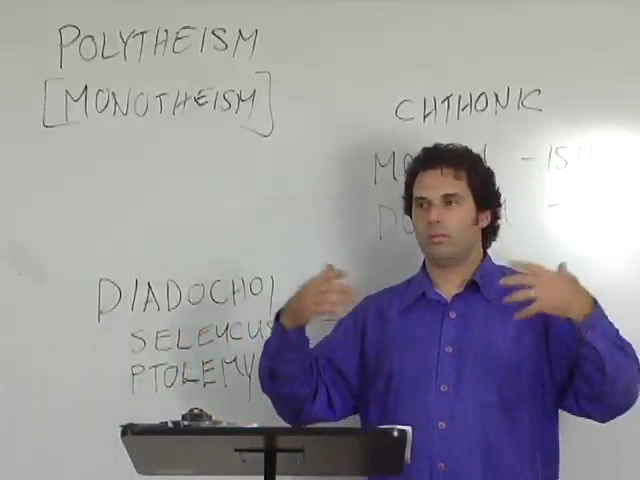 POLYTHEISM
[MONOTHEISM]
CHTHONIC
DIADOCHOI
SELEUCUS
PTOLEMY